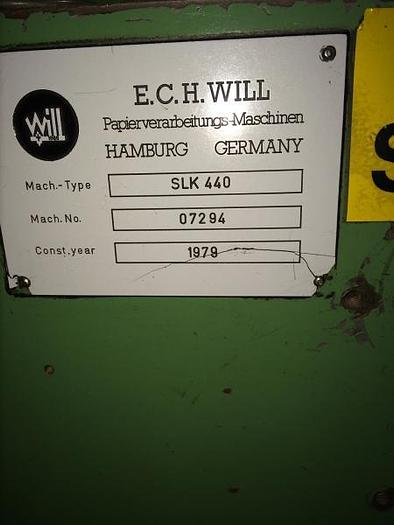 will
E.C.H.WILL
Papierverarbeitungs-Maschinen
HAMBURG GERMANY
Mach.-Type SLK 440
Mach.No. 07294
Const.year 1979